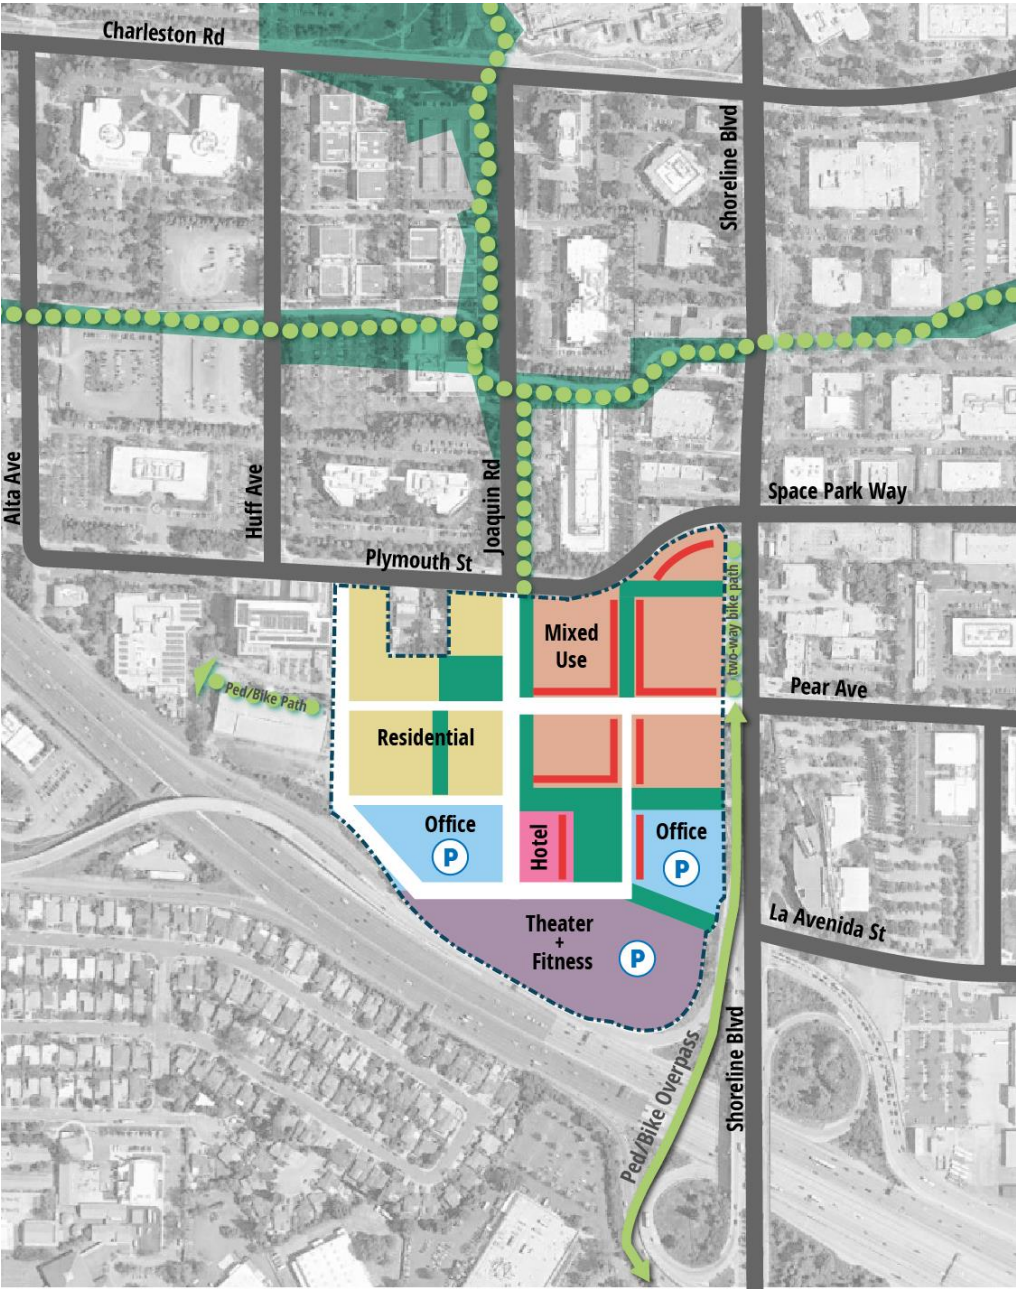 Charleston Rd
Shoreline Blvd
Alta Ave
Huff Ave
Joaquin Rd
Space Park Way
Plymouth St
two-way bike path
Mixed
Use
Pear Ave
Ped/Bike Path
Residential
Office
P
Hotel
Office
P
La Avenida St
Theater
+
Fitness
P
Shoreline Blvd
Ped/Bike Overpass